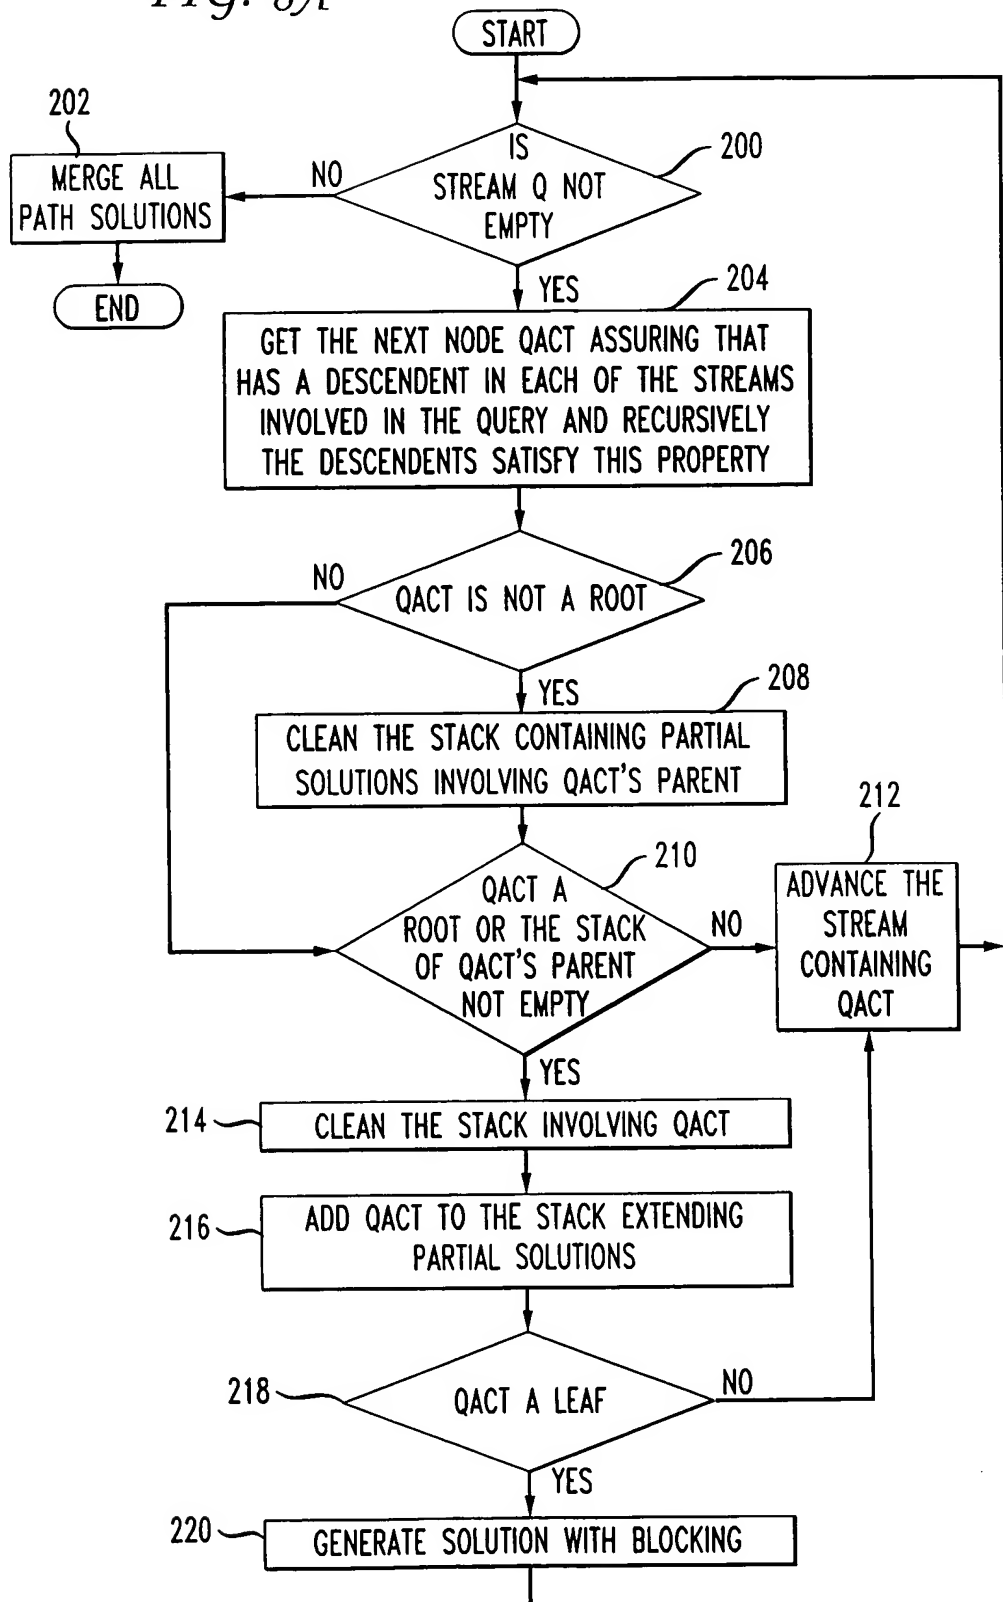 FIG. 8A
START
202
IS
STREAM Q NOT
EMPTY
200
NO
MERGE ALL
PATH SOLUTIONS
END
YES
204
GET THE NEXT NODE QACT ASSURING THAT
HAS A DESCENDENT IN EACH OF THE STREAMS
INVOLVED IN THE QUERY AND RECURSIVELY
THE DESCENDENTS SATISFY THIS PROPERTY
206
NO
QACT IS NOT A ROOT
YES
208
CLEAN THE STACK CONTAINING PARTIAL
SOLUTIONS INVOLVING QACT'S PARENT
210
212
QACT A
ROOT OR THE STACK
OF QACT'S PARENT
NOT EMPTY
NO
ADVANCE THE
STREAM
CONTAINING
QACT
YES
214
CLEAN THE STACK INVOLVING QACT
216
ADD QACT TO THE STACK EXTENDING
PARTIAL SOLUTIONS
218
QACT A LEAF
NO
YES
220
GENERATE SOLUTION WITH BLOCKING